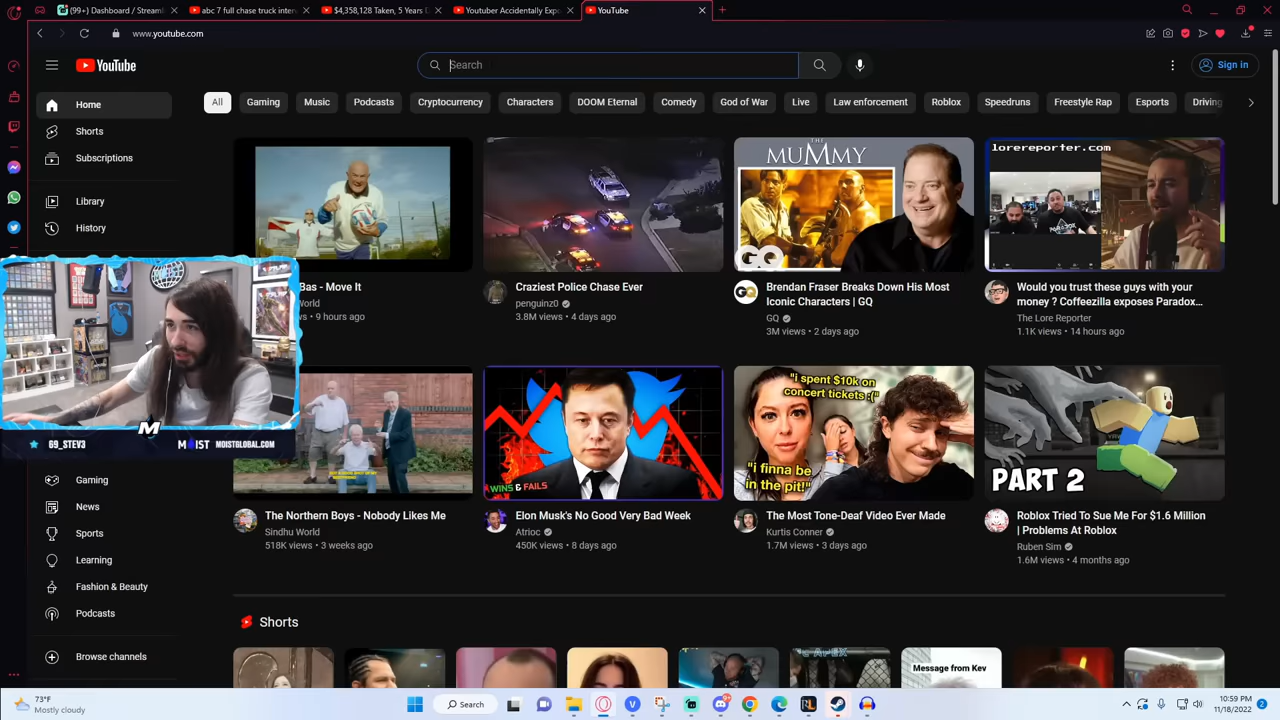 (99+) Dashboard / Streaml
abc 7 full chase truck interv
$4,358,128 Taken, 5 Years D
Youtuber Accidentally Expo
YouTube
www.youtube.com
YouTube
Search
Sign in
All
Gaming
Music
Podcasts
Cryptocurrency
Characters
DOOM Eternal
Comedy
God of War
Live
Law enforcement
Roblox
Speedruns
Freestyle Rap
Esports
Driving
Home
Shorts
Subscriptions
Library
History
THE
MUMMY
GQ
lorereporter.com
Bas - Move It
World
9 hours ago
Craziest Police Chase Ever
penguinz0
3.8M views • 4 days ago
Brendan Fraser Breaks Down His Most
Iconic Characters | GQ
GQ
3M views • 2 days ago
Would you trust these guys with your
money ? Coffeezilla exposes Paradox...
The Lore Reporter
1.1K views • 14 hours ago
69_STEV3
M
MOIST
MOISTGLOBAL.COM
WINS & FAILS
"i spent $10k on
concert tickets :("
"i finna be
in the pit!"
PART 2
The Northern Boys - Nobody Likes Me
Sindhu World
518K views • 3 weeks ago
Elon Musk's No Good Very Bad Week
Atrioc
450K views • 8 days ago
The Most Tone-Deaf Video Ever Made
Kurtis Conner
1.7M views • 3 days ago
Roblox Tried To Sue Me For $1.6 Million
| Problems At Roblox
Ruben Sim
1.6M views • 4 months ago
Gaming
News
Sports
Learning
Fashion & Beauty
Podcasts
Browse channels
Shorts
APEX
Message from Kev
73°F
Mostly cloudy
Search
10:59 PM
11/18/2022